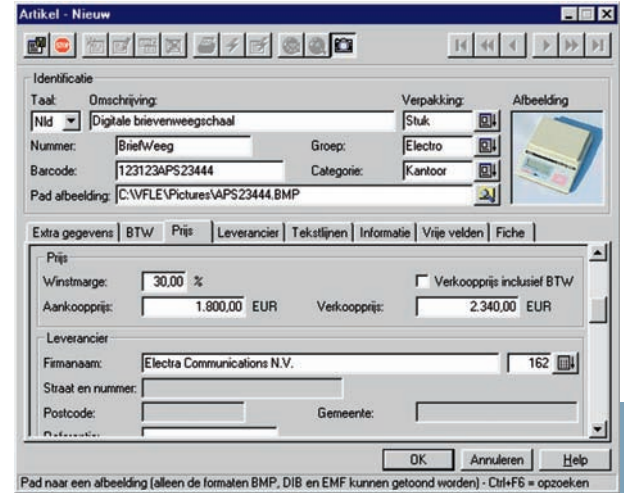 Artikel - Nieuw
STOP
Identificatie
Taal: Omschrijving: Verpakking: Afbeelding
Nld Digitale brievenweegschaal Stuk
Nummer: BriefWeeg Groep: Electro
Barcode: 123123APS23444 Categorie: Kantoor
Pad afbeelding: C:\VFLE\Pictures\APS23444.BMP
Extra gegevens BTW Prijs Leverancier Tekstlijnen Informatie Vrije velden Fiche
Prijs
Winstmarge: 30,00 % Verkoopprijs inclusief BTW
Aankoopprijs: 1.800,00 EUR Verkoopprijs: 2.340,00 EUR
Leverancier
Firmanaam: Electra Communications N.V. 162
Straat en nummer:
Postcode: Gemeente:
OK Annuleren Help
Pad naar een afbeelding (alleen de formaten BMP, DIB en EMF kunnen getoond worden) - Ctrl+F6 = opzoeken